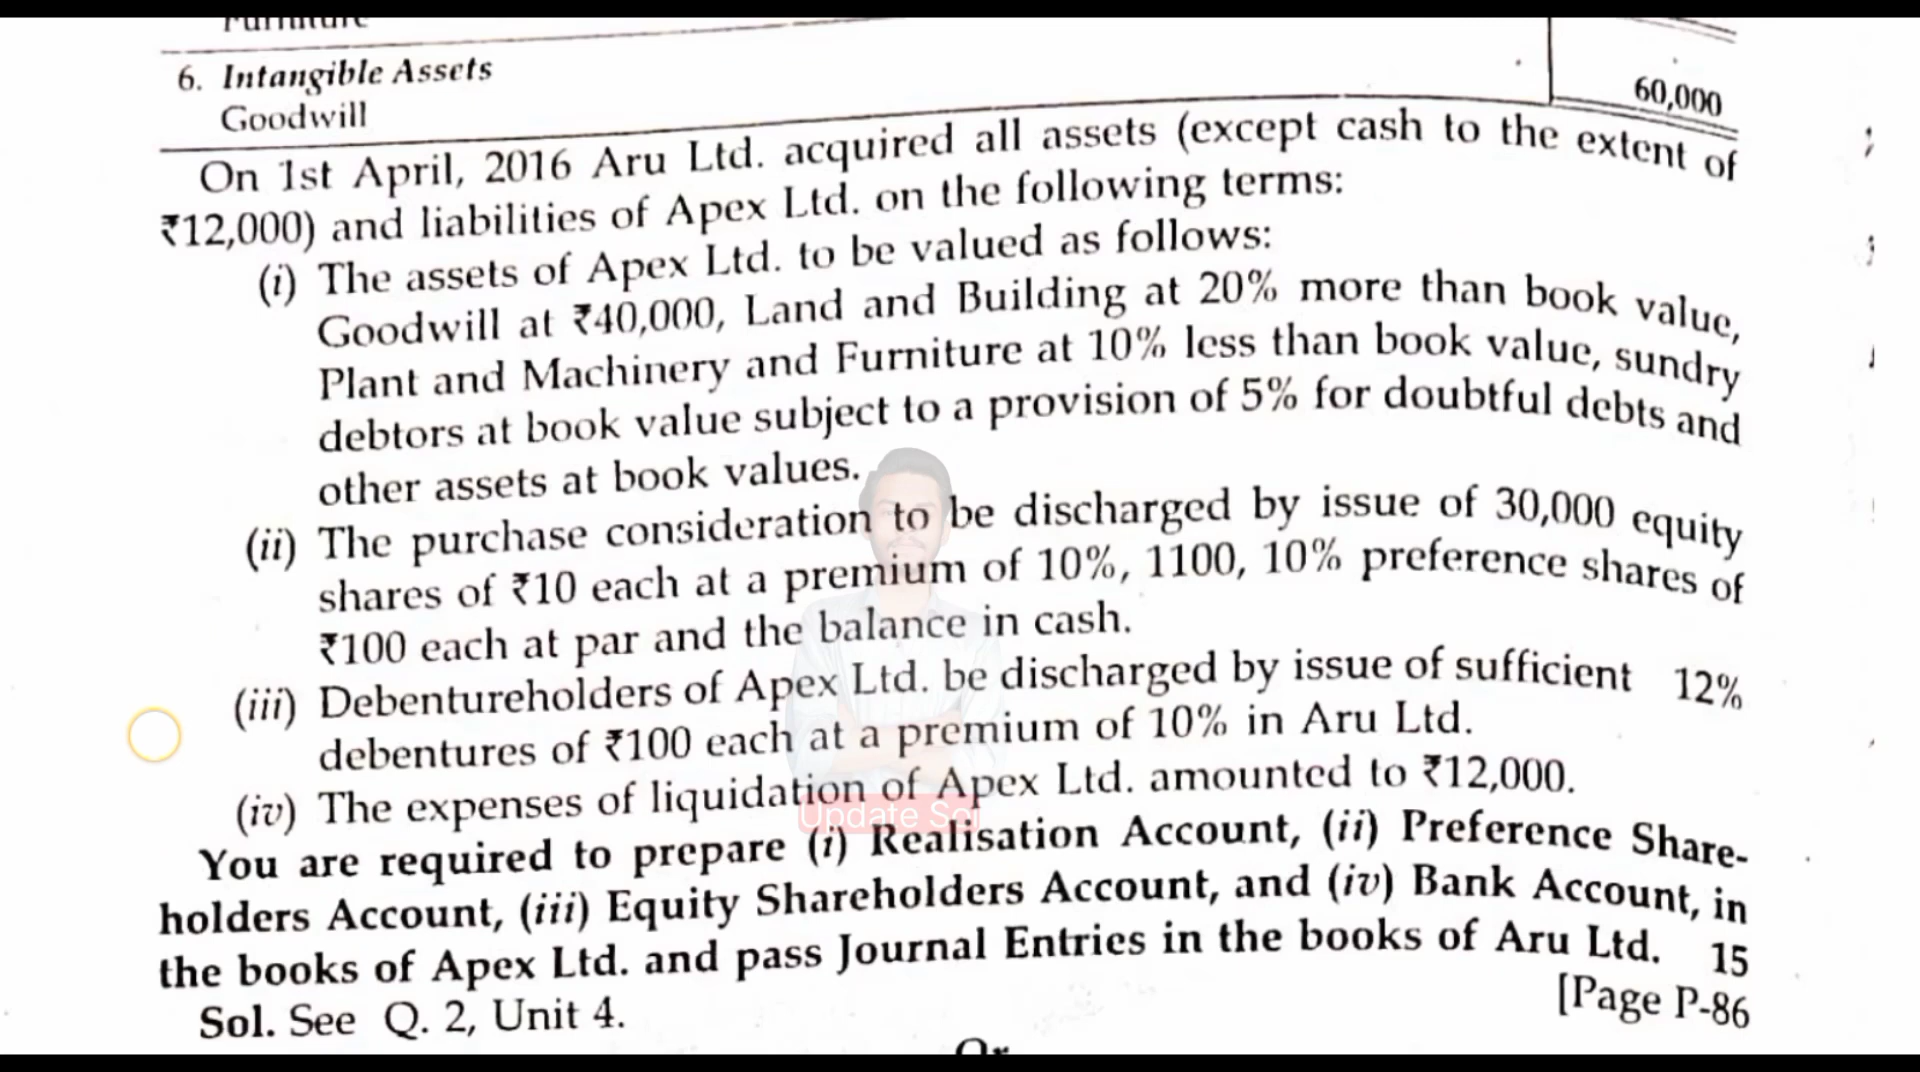 Furniture
6. Intangible Assets
Goodwill
60,000
On 1st April, 2016 Aru Ltd. acquired all assets (except cash to the extent of
₹12,000) and liabilities of Apex Ltd. on the following terms:
(i) The assets of Apex Ltd. to be valued as follows:
Goodwill at ₹40,000, Land and Building at 20% more than book value,
Plant and Machinery and Furniture at 10% less than book value, sundry
debtors at book value subject to a provision of 5% for doubtful debts and
other assets at book values.
(ii) The purchase consideration to be discharged by issue of 30,000 equity
shares of ₹10 each at a premium of 10%, 1100, 10% preference shares of
₹100 each at par and the balance in cash.
(iii) Debentureholders of Apex Ltd. be discharged by issue of sufficient 12%
debentures of ₹100 each at a premium of 10% in Aru Ltd.
(iv) The expenses of liquidation of Apex Ltd. amounted to ₹12,000.
Update Sol
You are required to prepare (i) Realisation Account, (ii) Preference Share-
holders Account, (iii) Equity Shareholders Account, and (iv) Bank Account, in
the books of Apex Ltd. and pass Journal Entries in the books of Aru Ltd. 15
Sol. See Q. 2, Unit 4. [Page P-86
Or